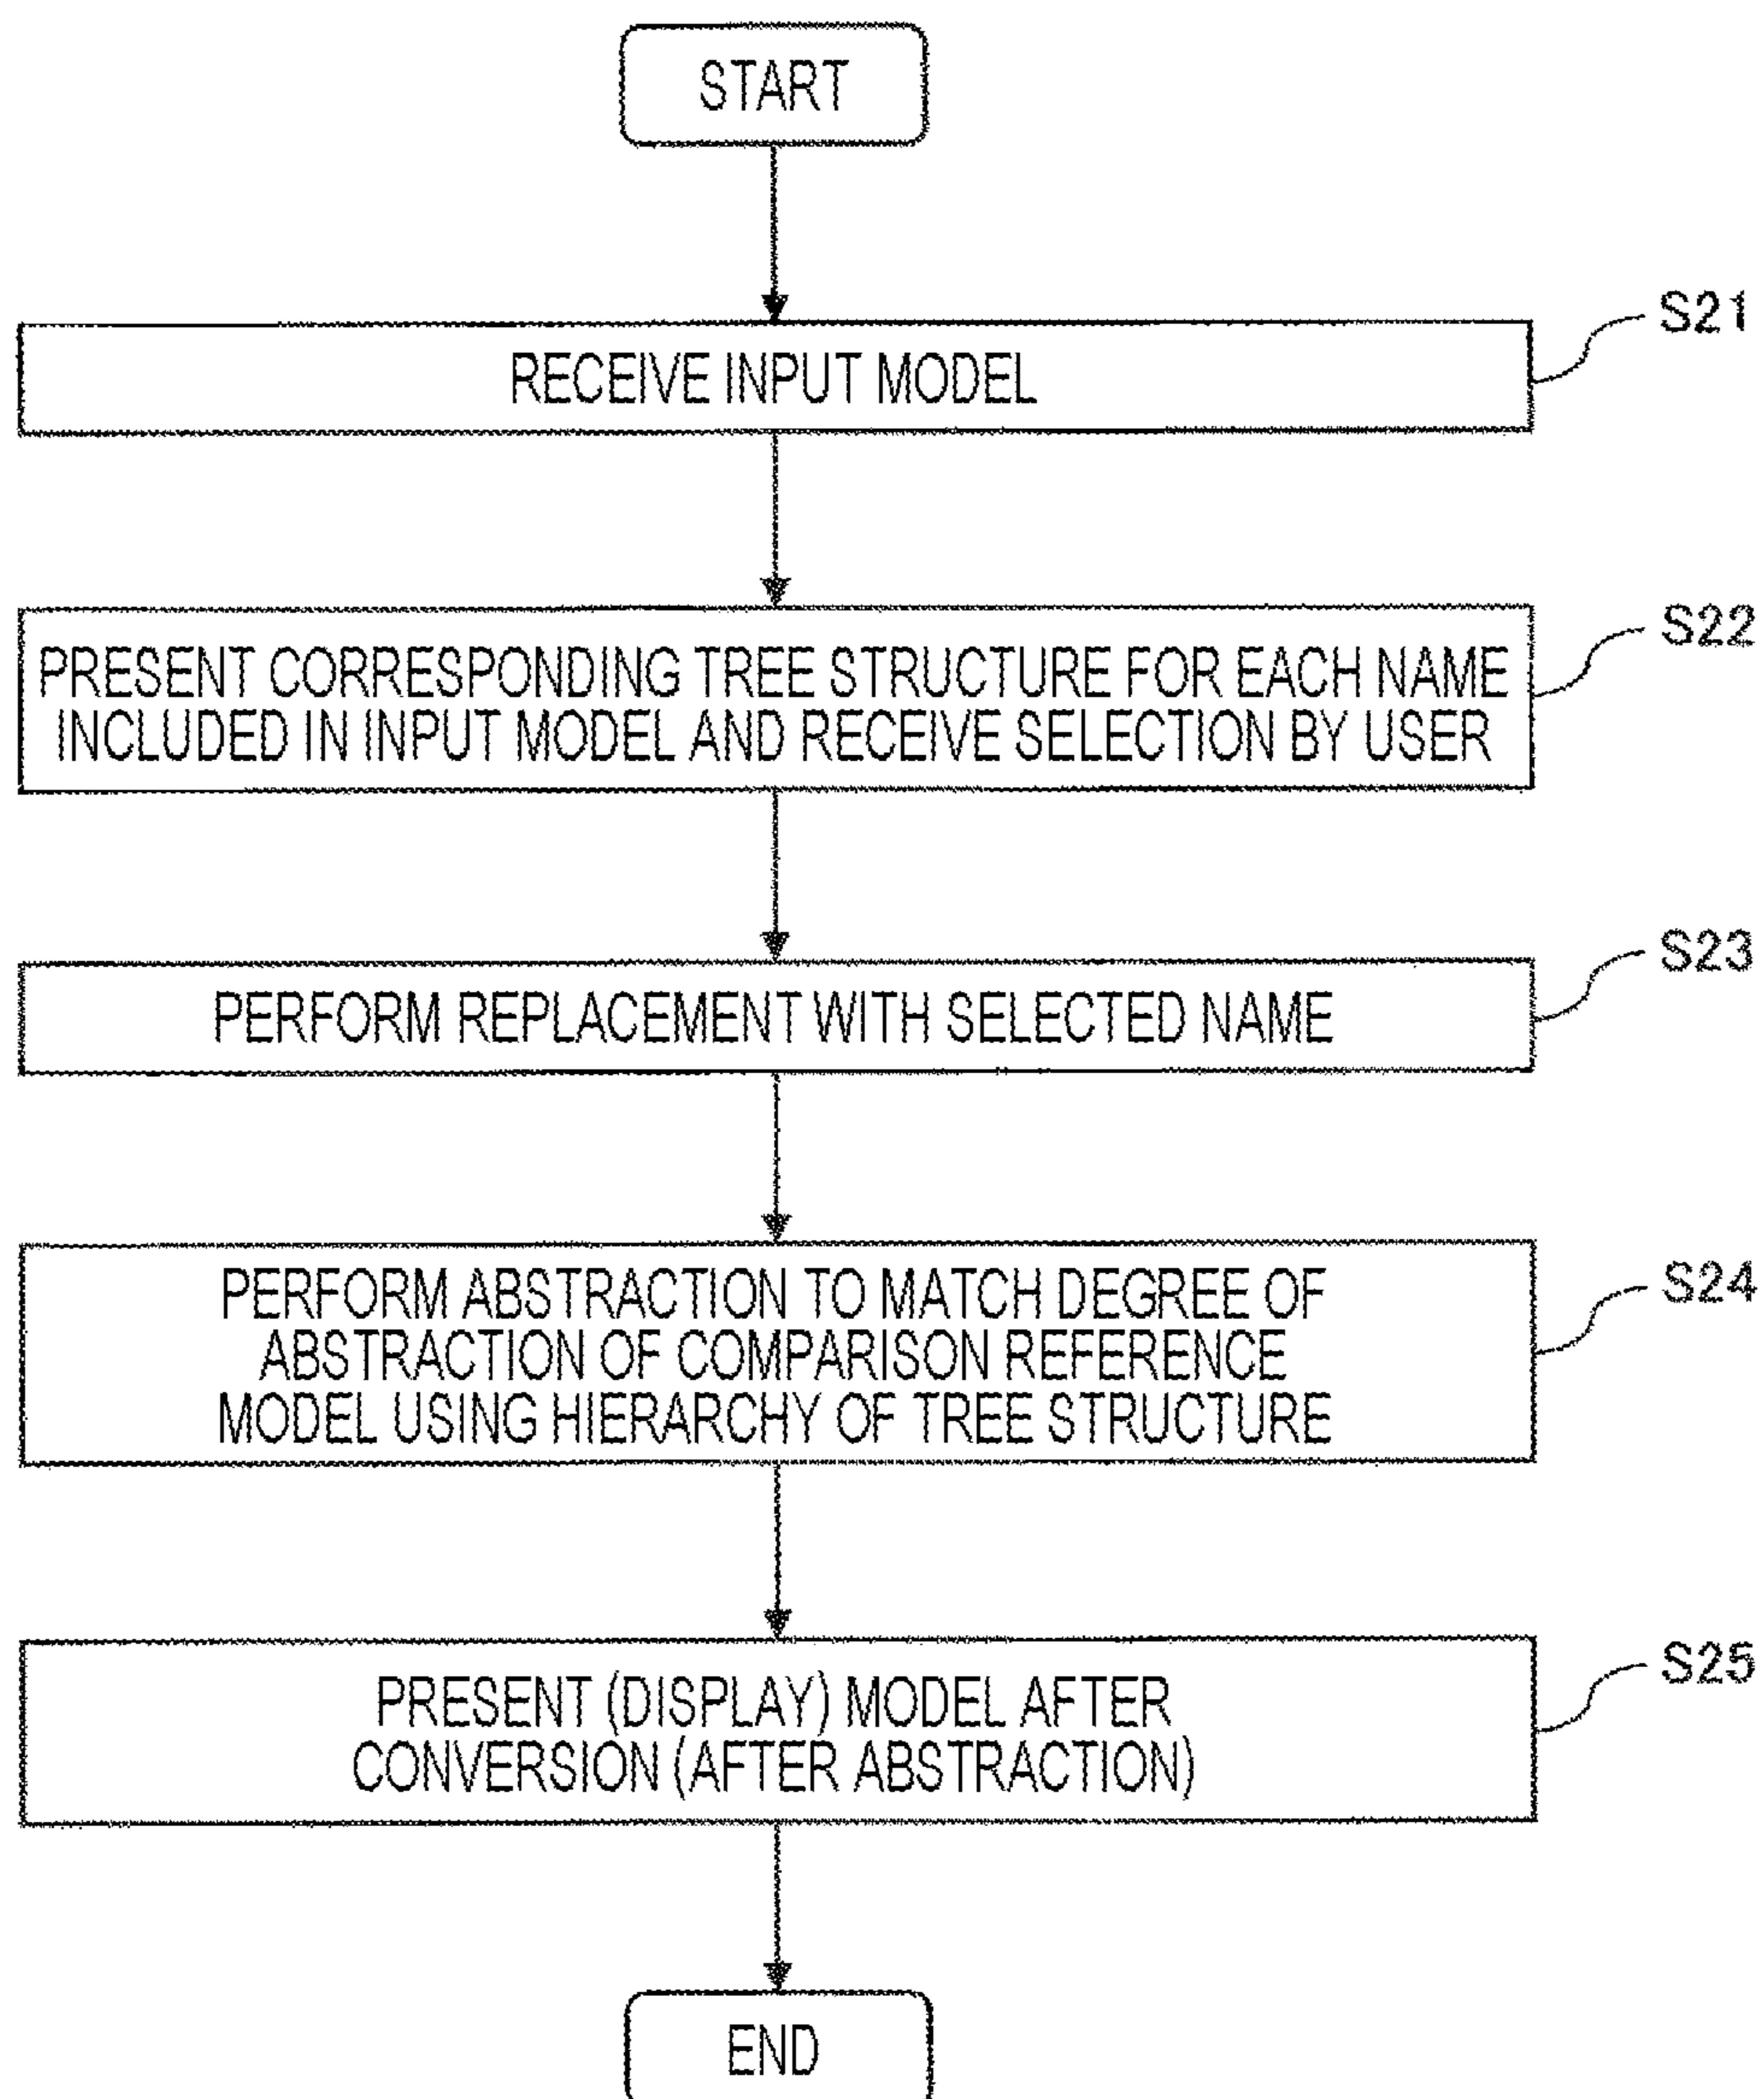 START
S21
RECEIVE INPUT MODEL
S22
PRESENT CORRESPONDING TREE STRUCTURE FOR EACH NAME
INCLUDED IN INPUT MODEL AND RECEIVE SELECTION BY USER
S23
PERFORM REPLACEMENT WITH SELECTED NAME
S24
PERFORM ABSTRACTION TO MATCH DEGREE OF
ABSTRACTION OF COMPARISON REFERENCE
MODEL USING HIERARCHY OF TREE STRUCTURE
S25
PRESENT (DISPLAY) MODEL AFTER
CONVERSION (AFTER ABSTRACTION)
END